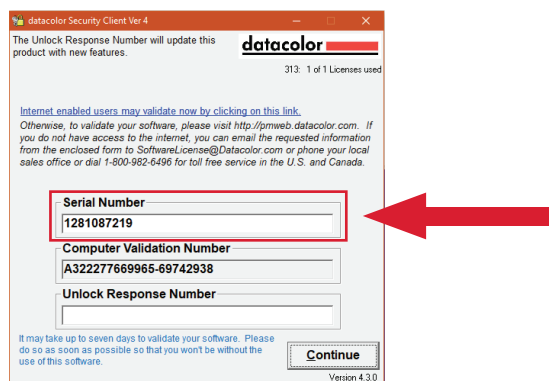 datacolor Security Client Ver 4
The Unlock Response Number will update this
product with new features.
datacolor
313: 1 of 1 Licenses used
Internet enabled users may validate now by clicking on this link.
Otherwise, to validate your software, please visit http://pmweb.datacolor.com. If
you do not have access to the internet, you can email the requested information
from the enclosed form to SoftwareLicense@Datacolor.com or phone your local
sales office or dial 1-800-982-6496 for toll free service in the U.S. and Canada.
Serial Number
1281087219
Computer Validation Number
A322277669965-69742938
Unlock Response Number
It may take up to seven days to validate your software. Please
do so as soon as possible so that you won't be without the
use of this software.
Continue
Version 4.3.0